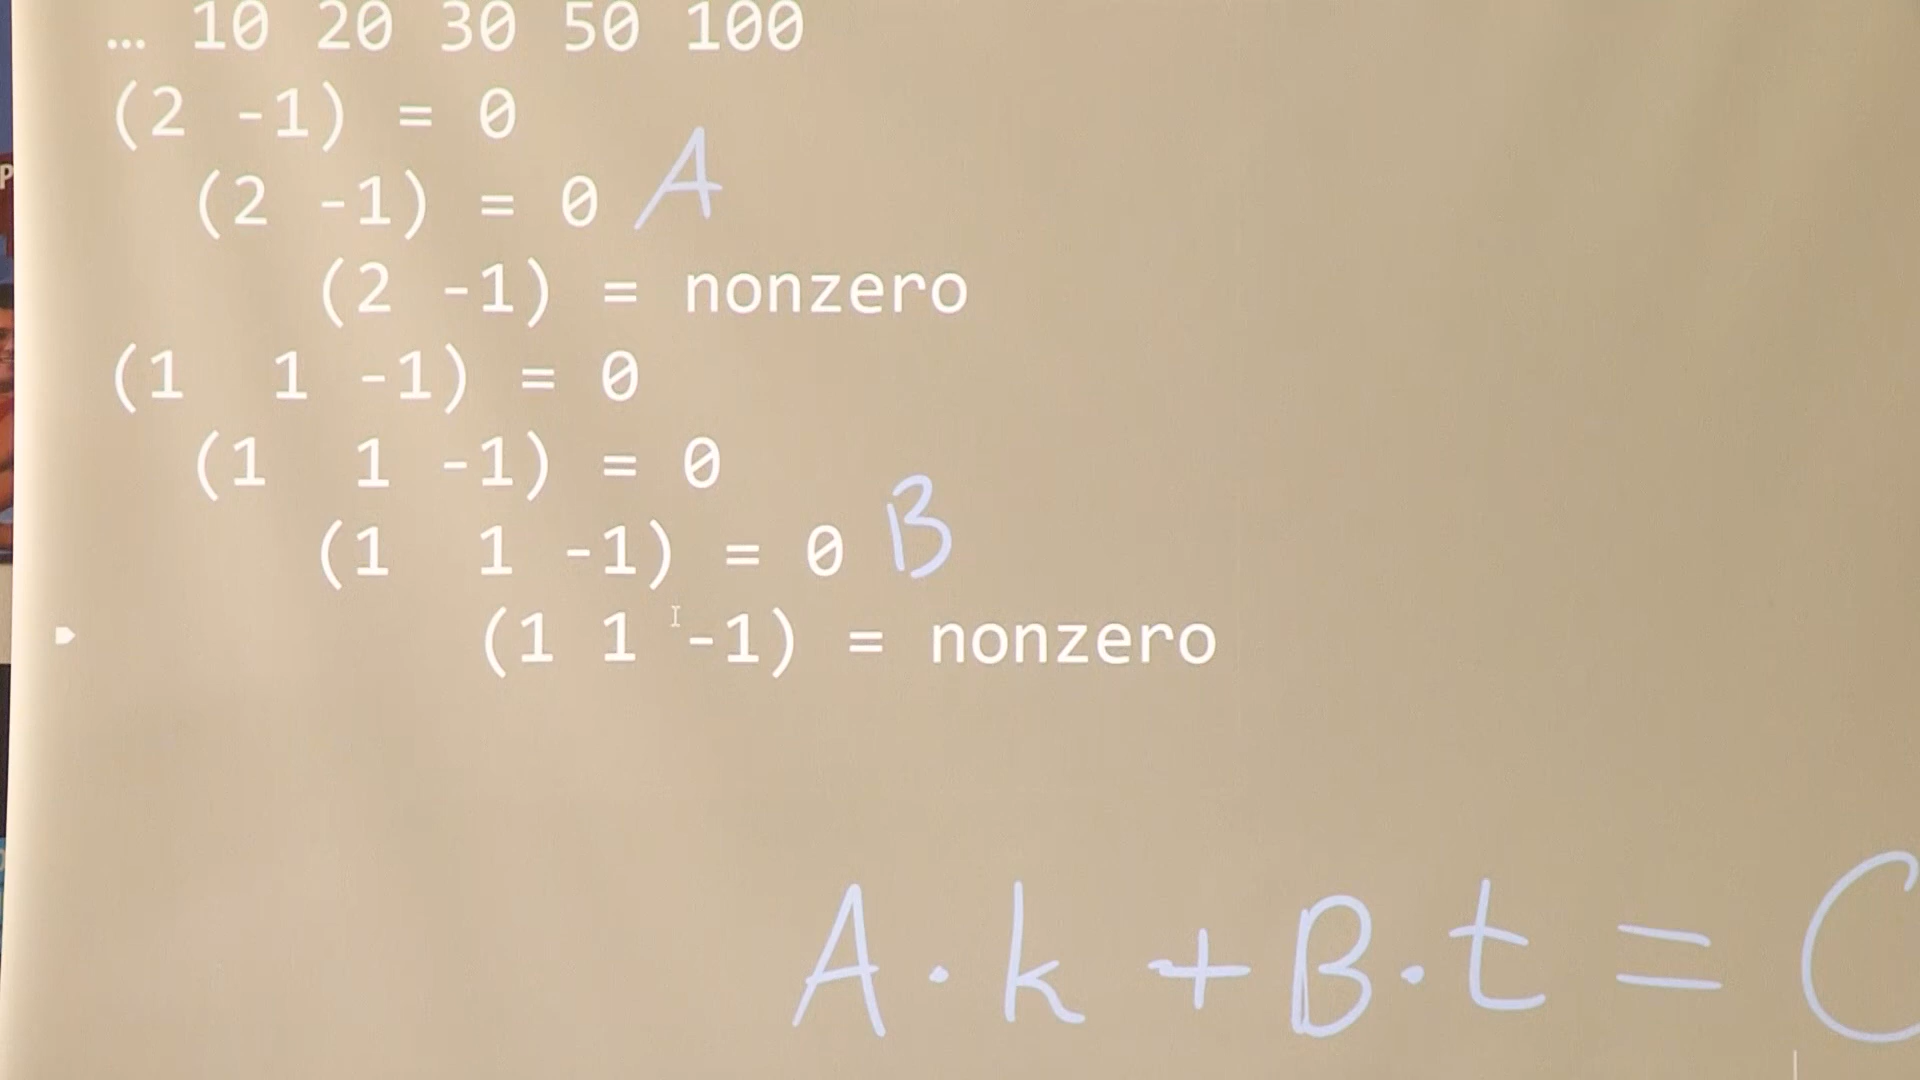 … 10 20 30 50 100
(2 -1) = 0
(2 -1) = 0 A
(2 -1) = nonzero
(1 1 -1) = 0
(1 1 -1) = 0
(1 1 -1) = 0 B
(1 1 -1) = nonzero
A·k + B·t = C